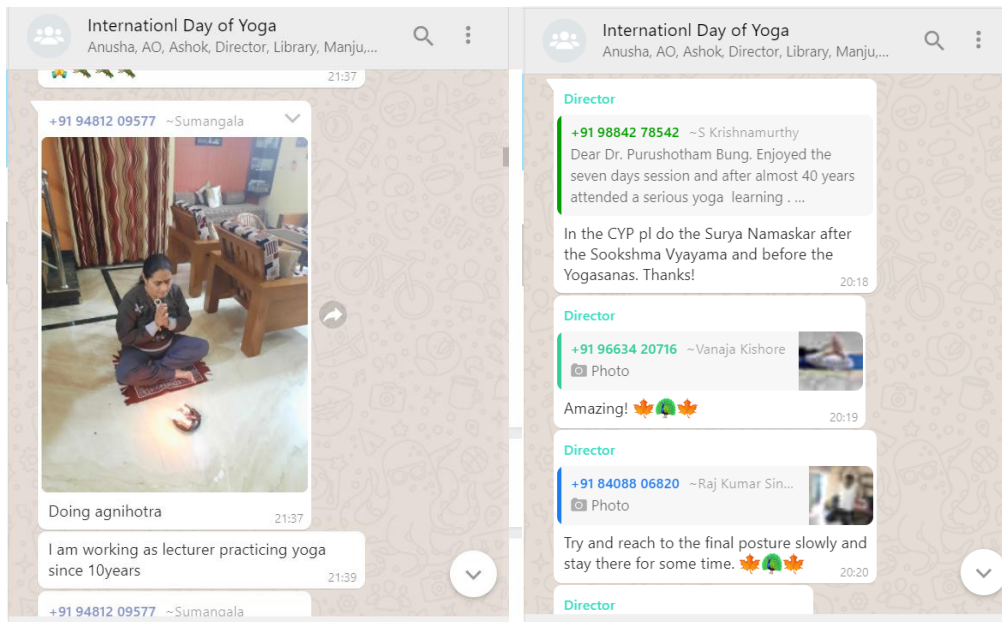 Internationl Day of Yoga
Anusha, AO, Ashok, Director, Library, Manju,...
21:37
+91 94812 09577 ~Sumangala
Doing agnihotra
21:37
I am working as lecturer practicing yoga
since 10years
21:39
+91 94812 09577 ~Sumangala
Internationl Day of Yoga
Anusha, AO, Ashok, Director, Library, Manju,...
Director
+91 98842 78542 ~S Krishnamurthy
Dear Dr. Purushotham Bung. Enjoyed the
seven days session and after almost 40 years
attended a serious yoga learning . ...
In the CYP pl do the Surya Namaskar after
the Sookshma Vyayama and before the
Yogasanas. Thanks!
20:18
Director
+91 96634 20716 ~Vanaja Kishore
Photo
Amazing! 🍁🦚🍁
20:19
Director
+91 84088 06820 ~Raj Kumar Sin...
Photo
Try and reach to the final posture slowly and
stay there for some time. 🍁🦚🍁
20:20
Director